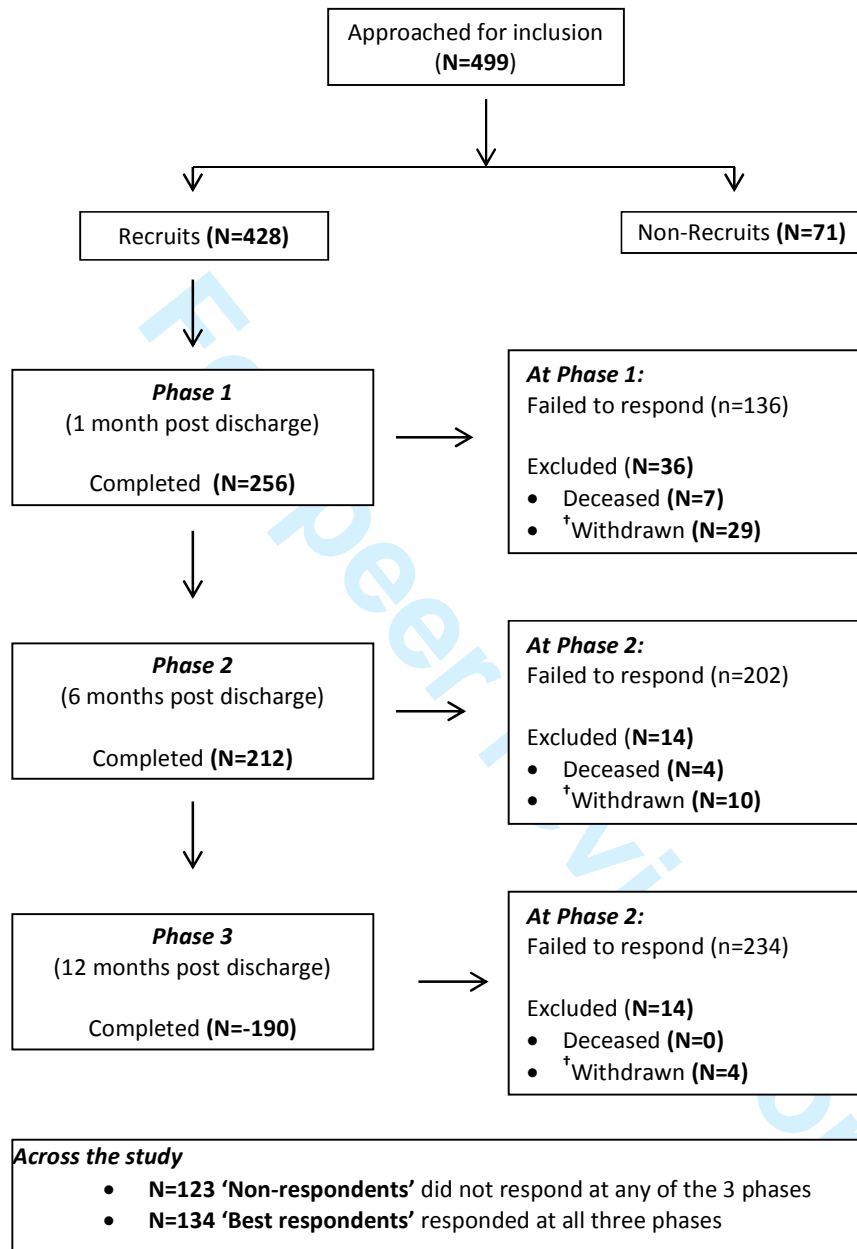 Approached for inclusion
(N=499)
Recruits (N=428)
Non-Recruits (N=71)
Phase 1
(1 month post discharge)
Completed (N=256)
At Phase 1:
Failed to respond (n=136)
Excluded (N=36)
• Deceased (N=7)
• †Withdrawn (N=29)
Phase 2
(6 months post discharge)
Completed (N=212)
At Phase 2:
Failed to respond (n=202)
Excluded (N=14)
• Deceased (N=4)
• †Withdrawn (N=10)
Phase 3
(12 months post discharge)
Completed (N=-190)
At Phase 2:
Failed to respond (n=234)
Excluded (N=14)
• Deceased (N=0)
• †Withdrawn (N=4)
Across the study
• N=123 ‘Non-respondents’ did not respond at any of the 3 phases
• N=134 ‘Best respondents’ responded at all three phases